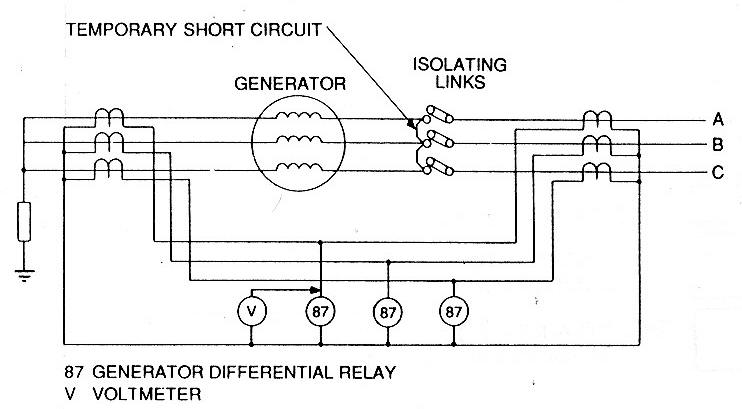 TEMPORARY SHORT CIRCUIT
ISOLATING
LINKS
GENERATOR
A
B
C
V
87
87
87
87 GENERATOR DIFFERENTIAL RELAY
V VOLTMETER